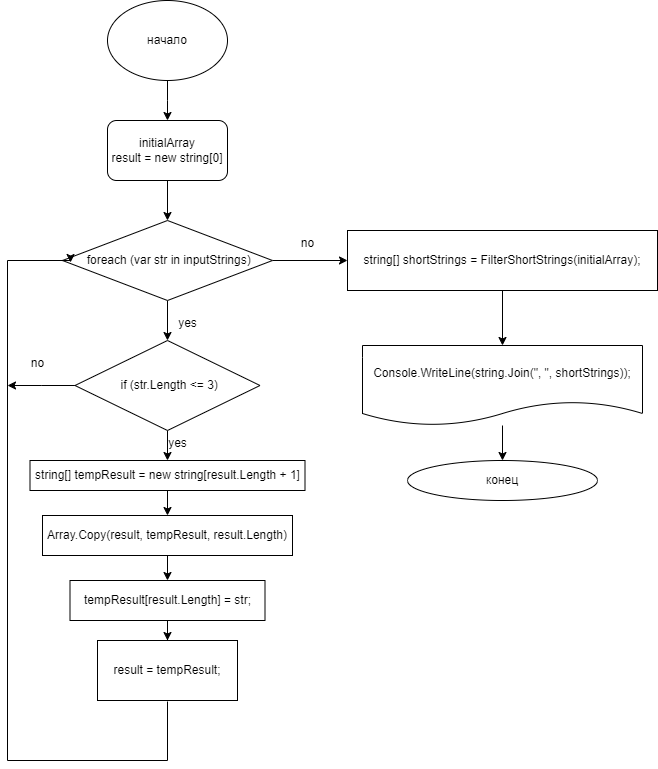 начало
initialArray
result = new string[0]
foreach (var str in inputStrings)
no
string[] shortStrings = FilterShortStrings(initialArray);
yes
no
if (str.Length <= 3)
Console.WriteLine(string.Join(", ", shortStrings));
yes
string[] tempResult = new string[result.Length + 1]
конец
Array.Copy(result, tempResult, result.Length)
tempResult[result.Length] = str;
result = tempResult;